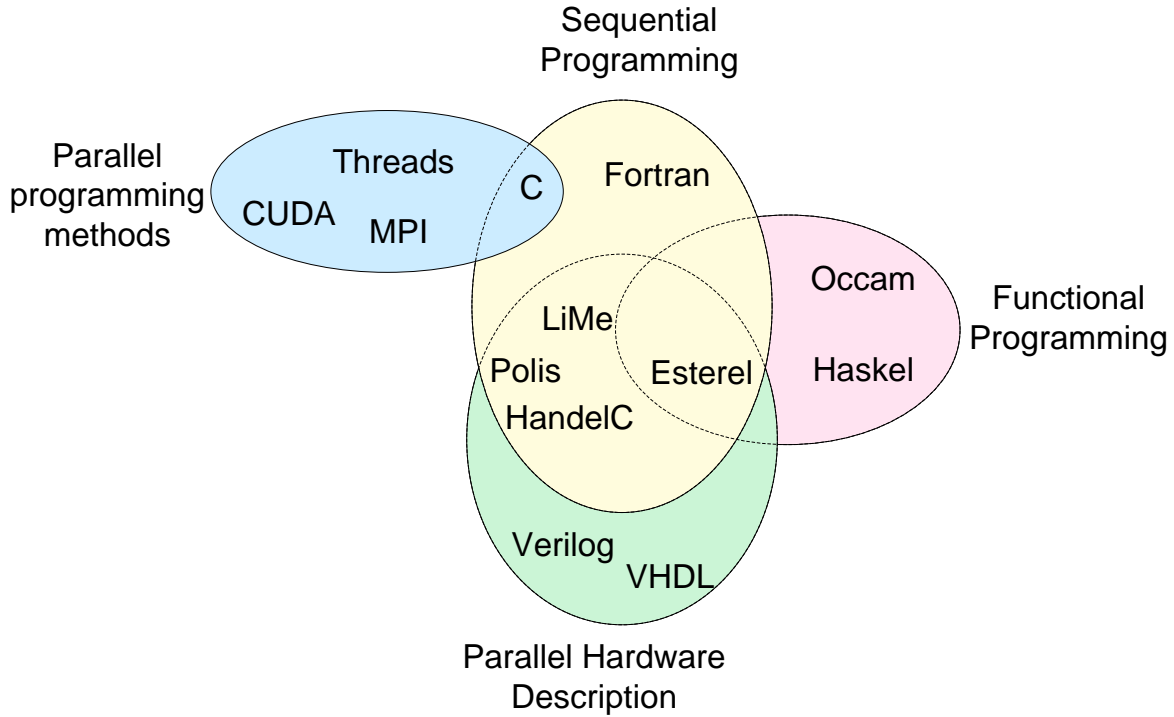 Sequential
Programming
Parallel
programming
methods
Threads
C
CUDA
MPI
Fortran
Occam
Haskel
Functional
Programming
LiMe
Polis
Esterel
HandelC
Verilog
VHDL
Parallel Hardware
Description